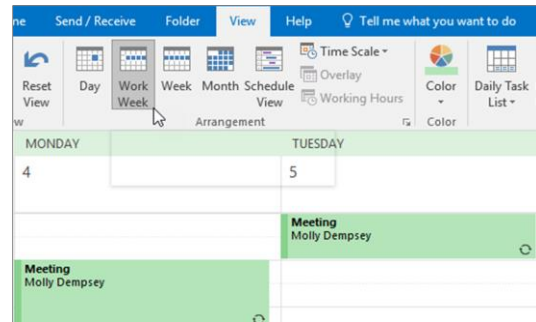 ne Send / Receive Folder View Help Tell me what you want to do
Reset View
Day
Work Week
Week
Month
Schedule View
Time Scale
Overlay
Working Hours
Color
Daily Task List
w Arrangement Color
MONDAY TUESDAY
4 5
Meeting
Molly Dempsey
Meeting
Molly Dempsey